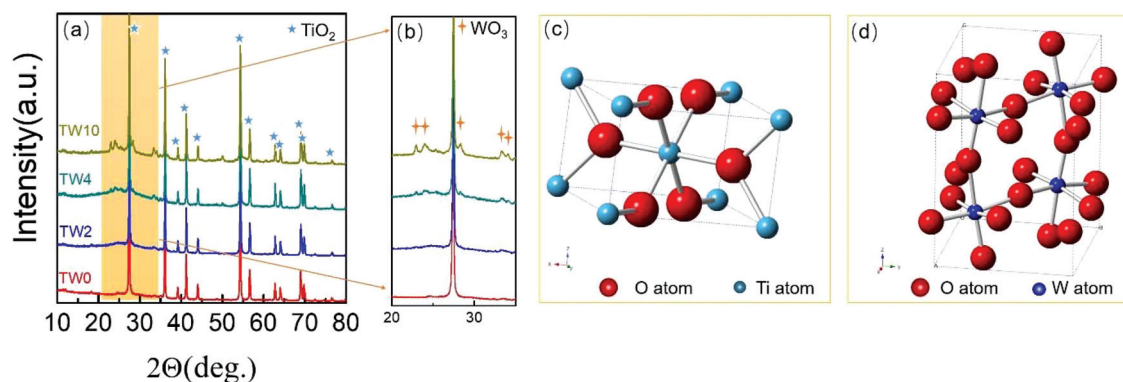 (a)
TiO2
Intensity(a.u.)
TW10
TW4
TW2
TW0
10 20 30 40 50 60 70 80
2Θ(deg.)
(b)
WO3
20 25 30
(c)
O atom Ti atom
(d)
O atom W atom